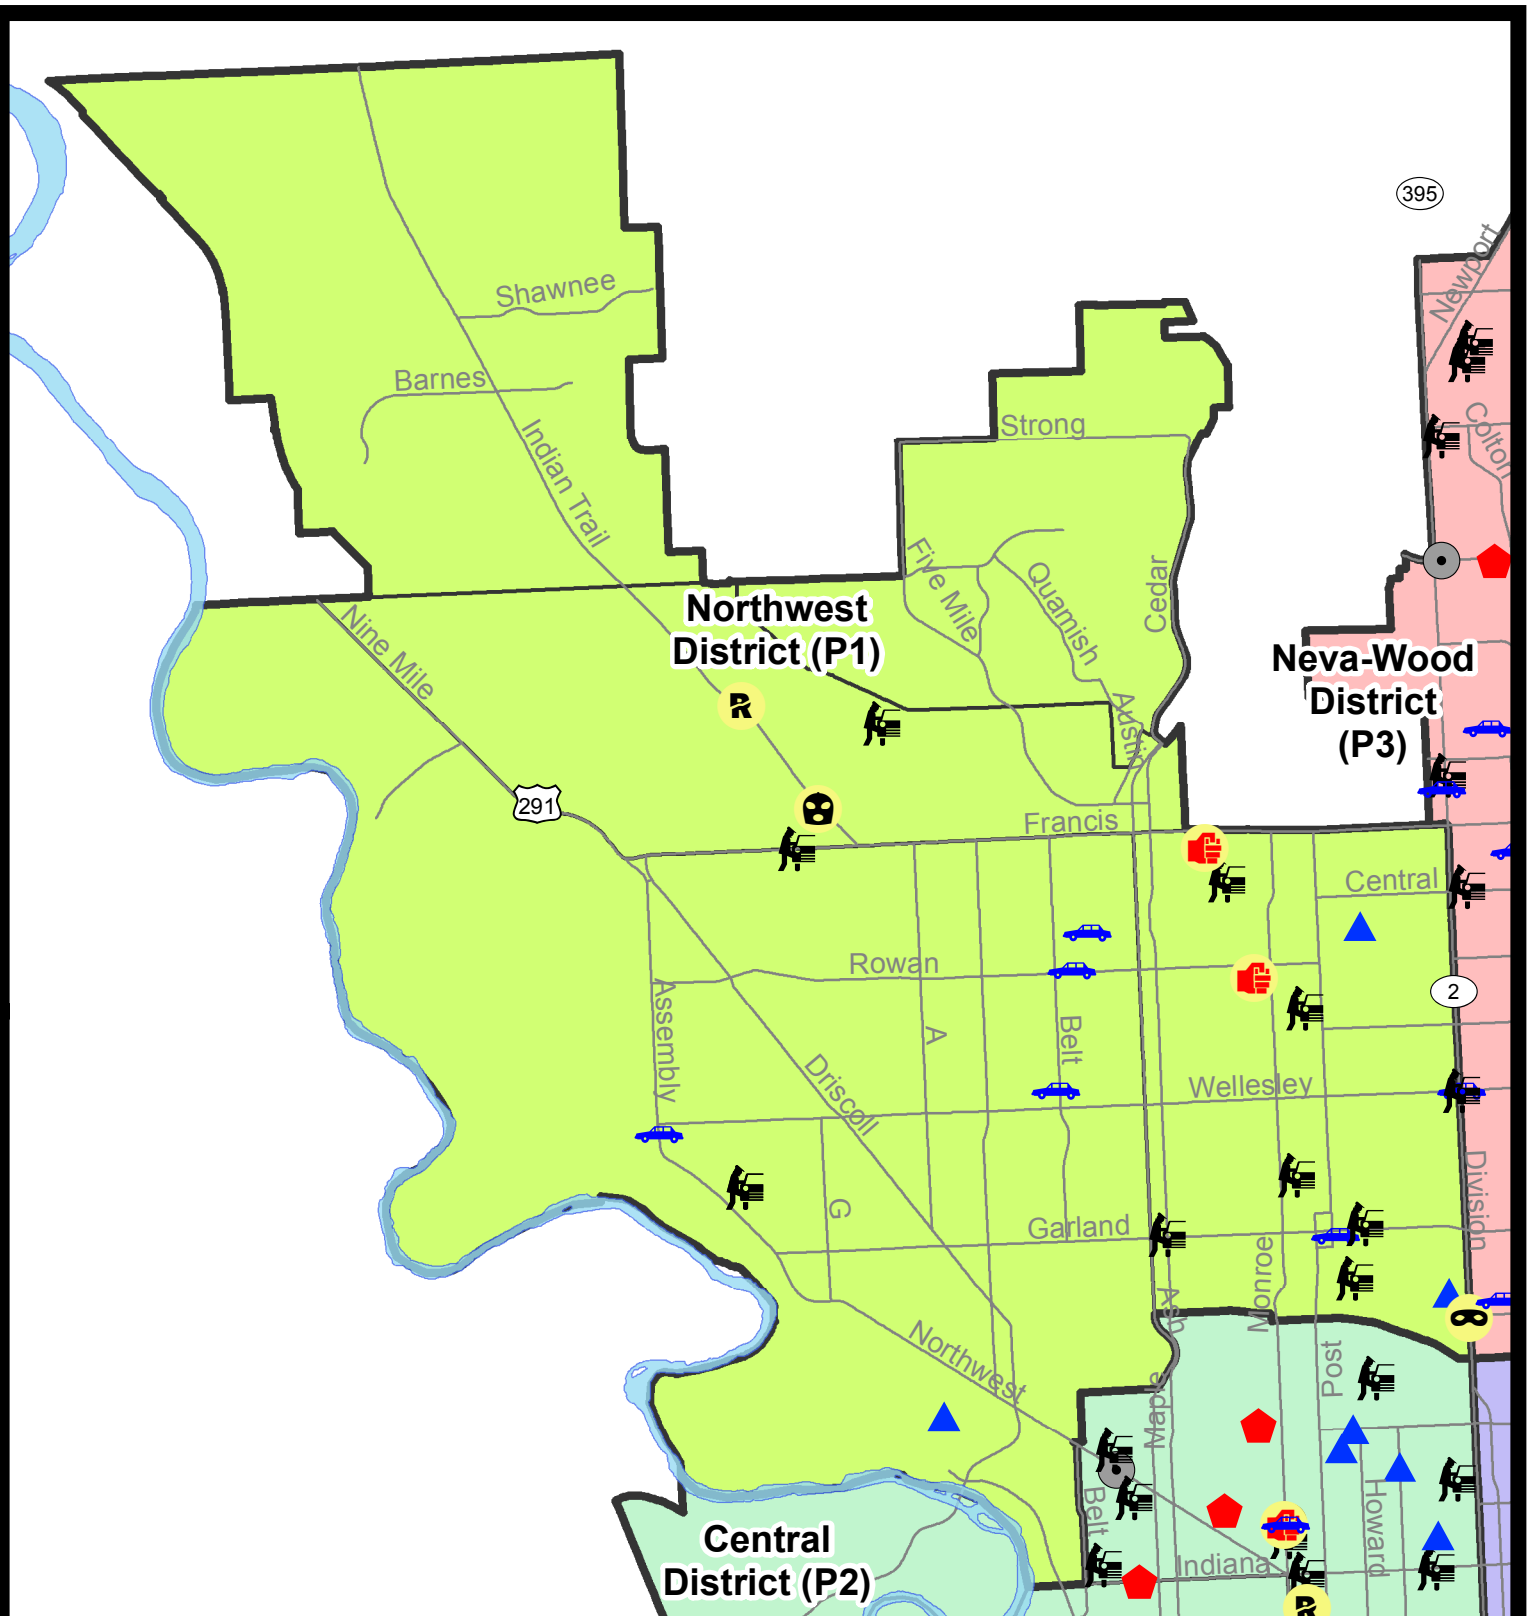 395
Newport
Shawnee
Barnes
Strong
Colton
Indian Trail
Five Mile
Quamish
Cedar
Northwest
District (P1)
Nine Mile
Neva-Wood
District
(P3)
Austin
R
291
Francis
Central
Rowan
2
Assembly
A
Belt
Driscoll
Wellesley
G
Garland
Division
Monroe
Ash
Northwest
Post
Maple
Belt
Howard
Central
District (P2)
Indiana
R